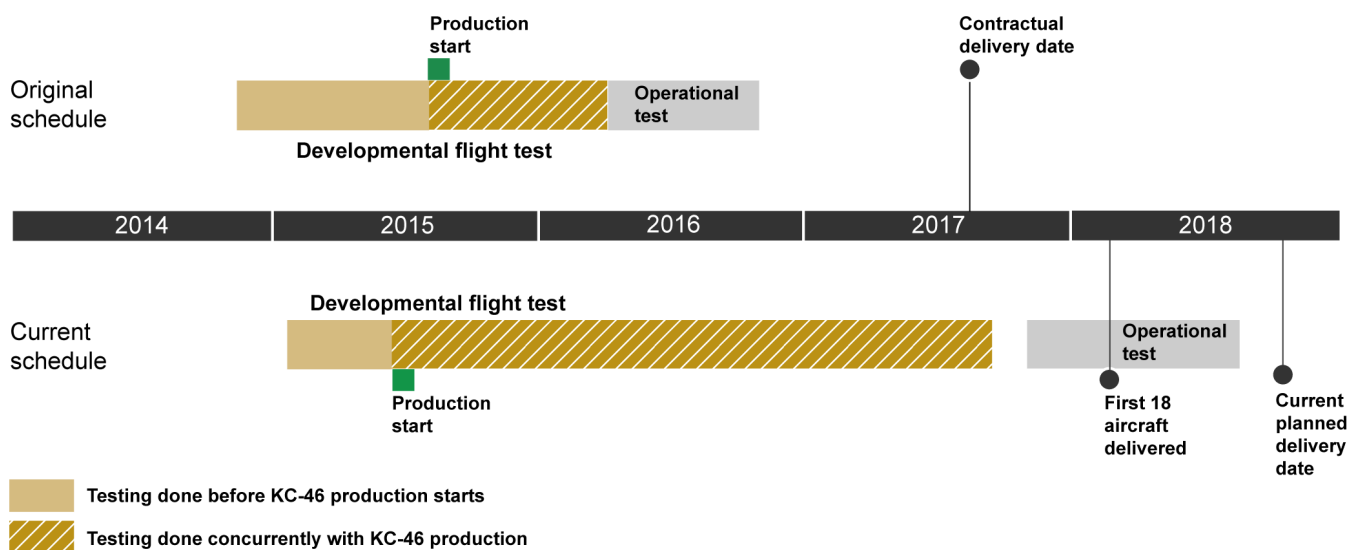 Production
start
Contractual
delivery date
Original
schedule
Operational
test
Developmental flight test
2014 2015 2016 2017 2018
Developmental flight test
Current
schedule
Operational
test
Production
start
First 18
aircraft
delivered
Current
planned
delivery
date
Testing done before KC-46 production starts
Testing done concurrently with KC-46 production